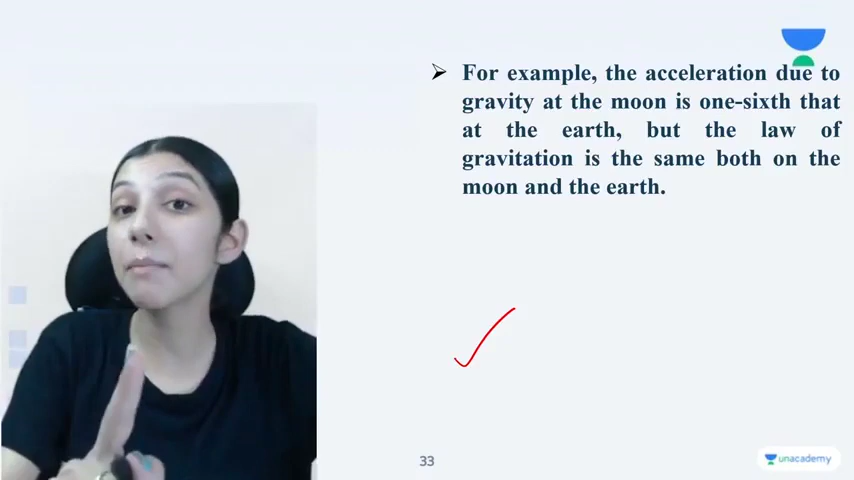 For example, the acceleration due to
gravity at the moon is one-sixth that
at the earth, but the law of
gravitation is the same both on the
moon and the earth.
33
unacademy